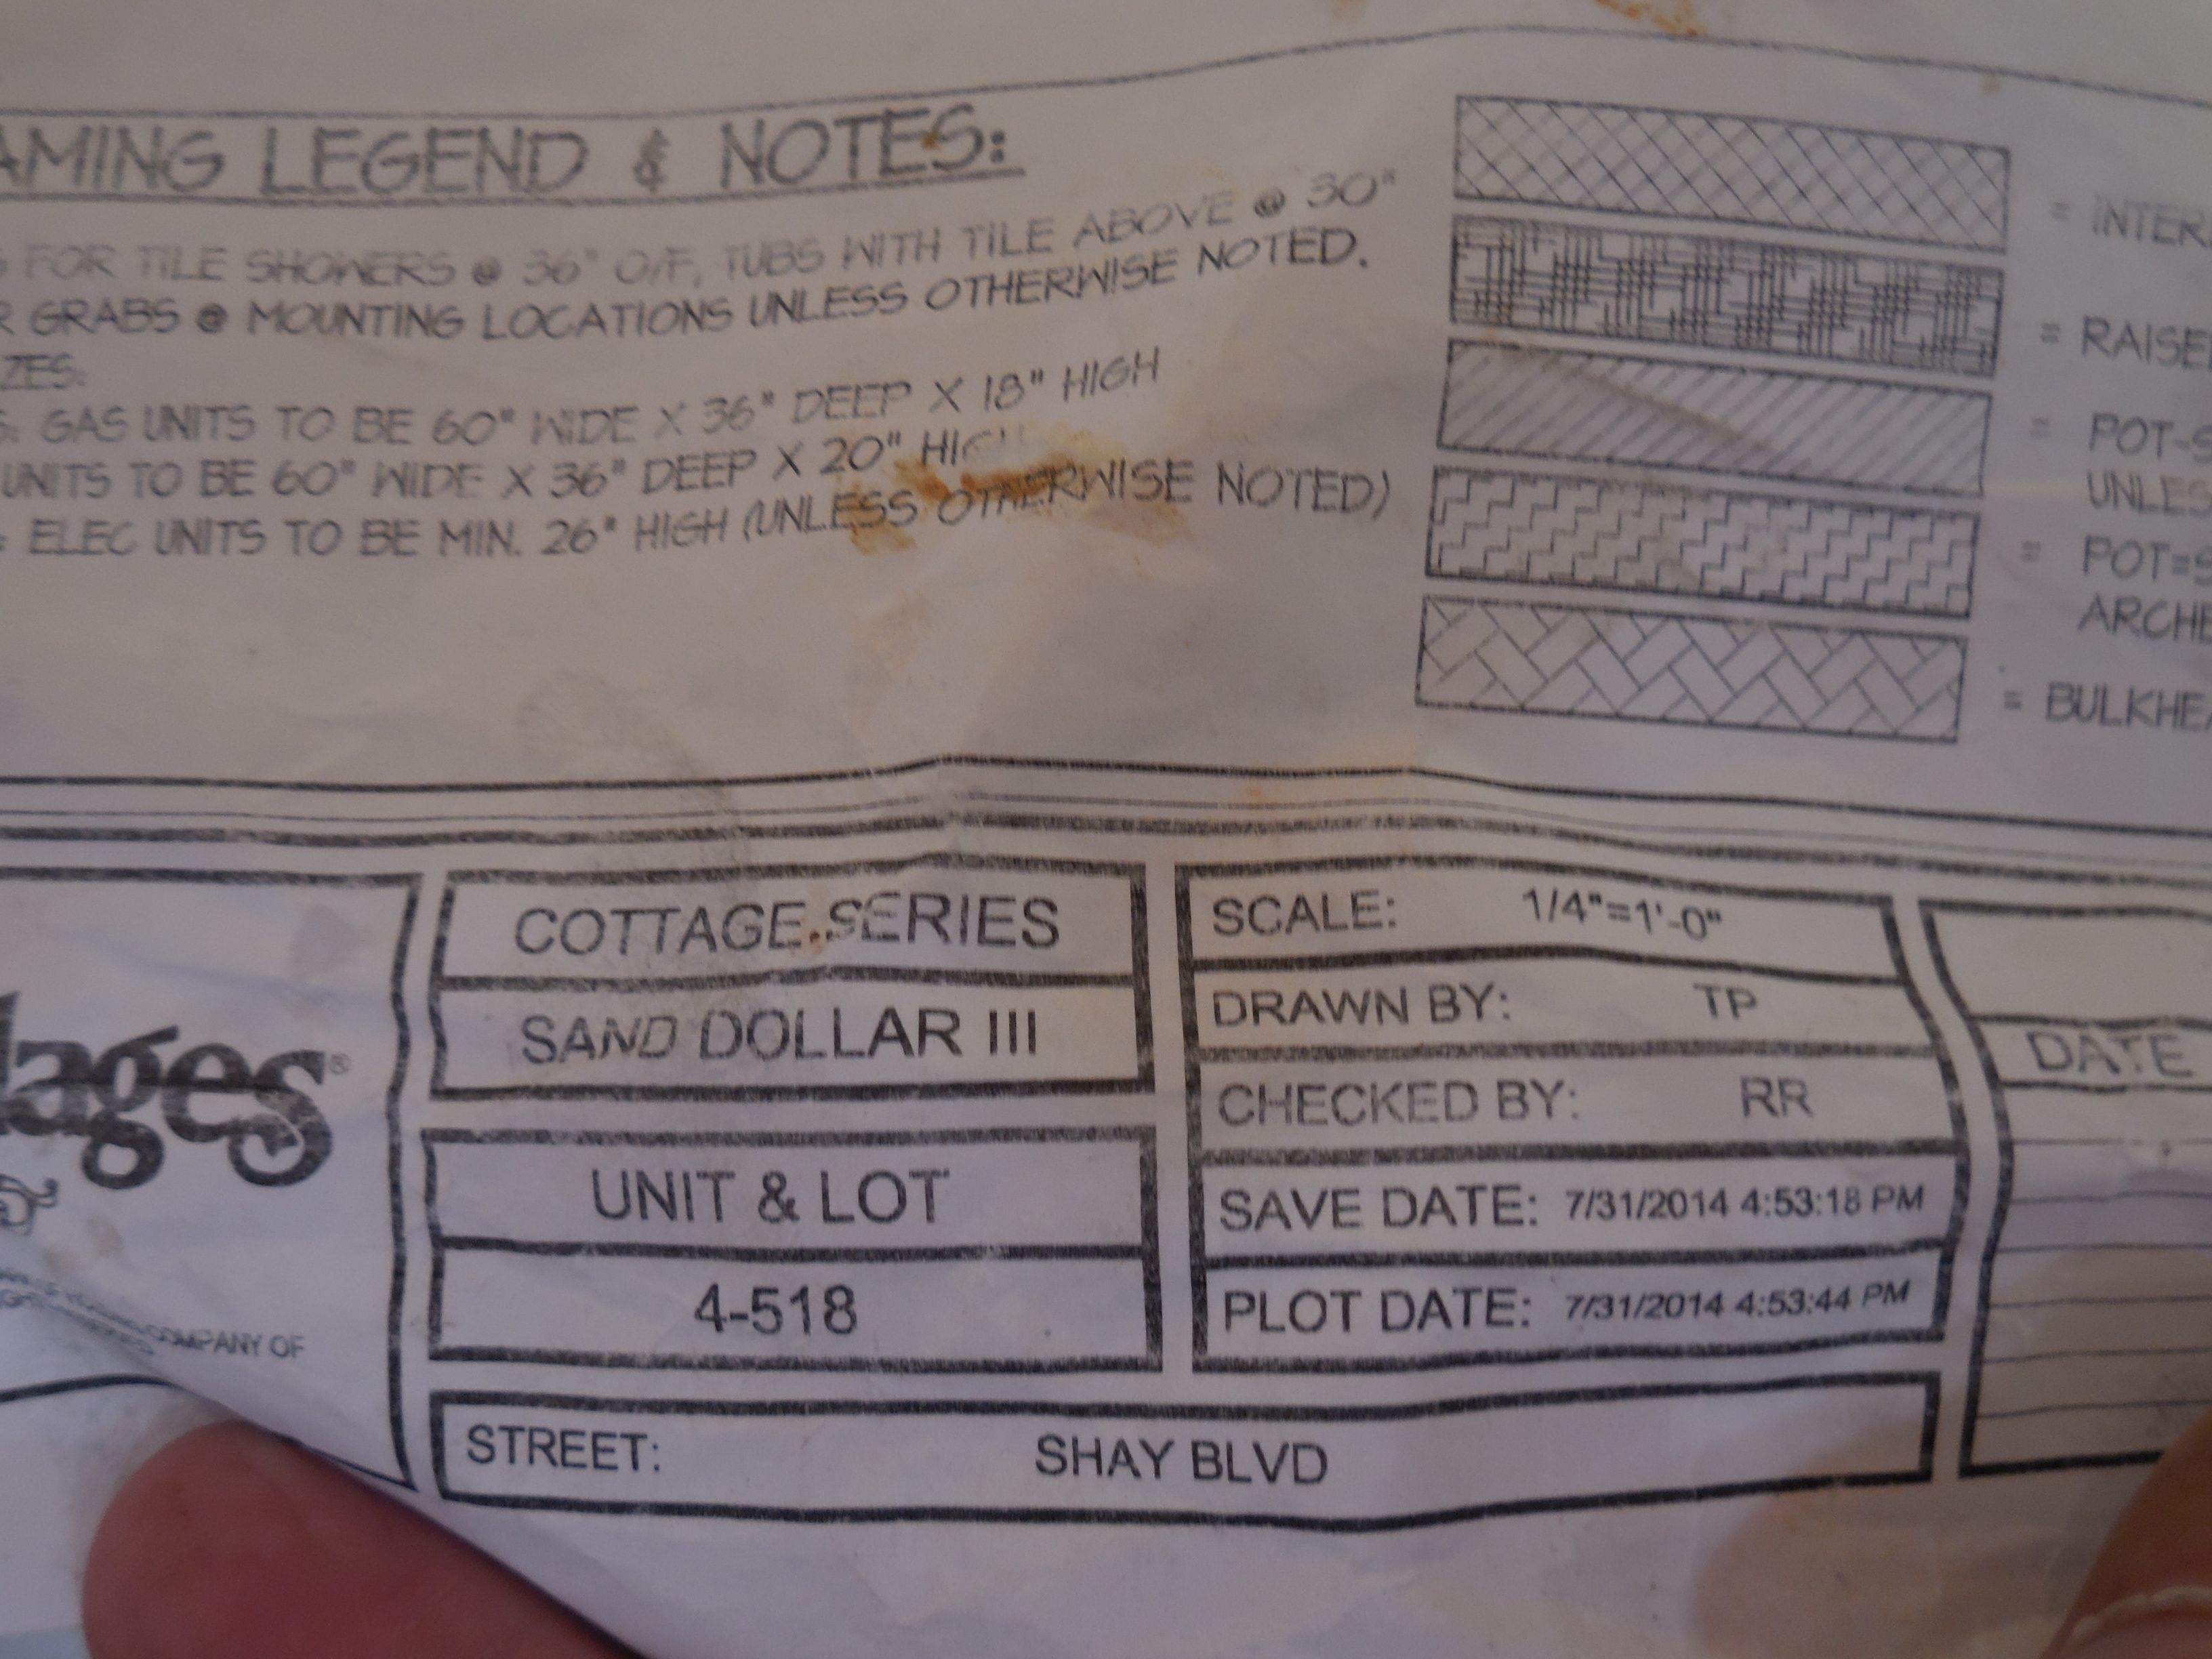 AMING LEGEND & NOTES:
S FOR TILE SHOWERS @ 36" O/F, TUBS WITH TILE ABOVE @ 30"
R GRABS @ MOUNTING LOCATIONS UNLESS OTHERWISE NOTED.
ZES:
S: GAS UNITS TO BE 60" WIDE X 36" DEEP X 18" HIGH
UNITS TO BE 60" WIDE X 36" DEEP X 20" HIGH
: ELEC UNITS TO BE MIN. 26" HIGH (UNLESS OTHERWISE NOTED)
= INTER
= RAISE
= POT-S
UNLES
= POT=S
ARCHE
= BULKHEA
lages®
COMPANY OF
COTTAGE SERIES
SAND DOLLAR III
UNIT & LOT
4-518
SCALE: 1/4"=1'-0"
DRAWN BY: TP
CHECKED BY: RR
SAVE DATE: 7/31/2014 4:53:18 PM
PLOT DATE: 7/31/2014 4:53:44 PM
DATE
STREET: SHAY BLVD